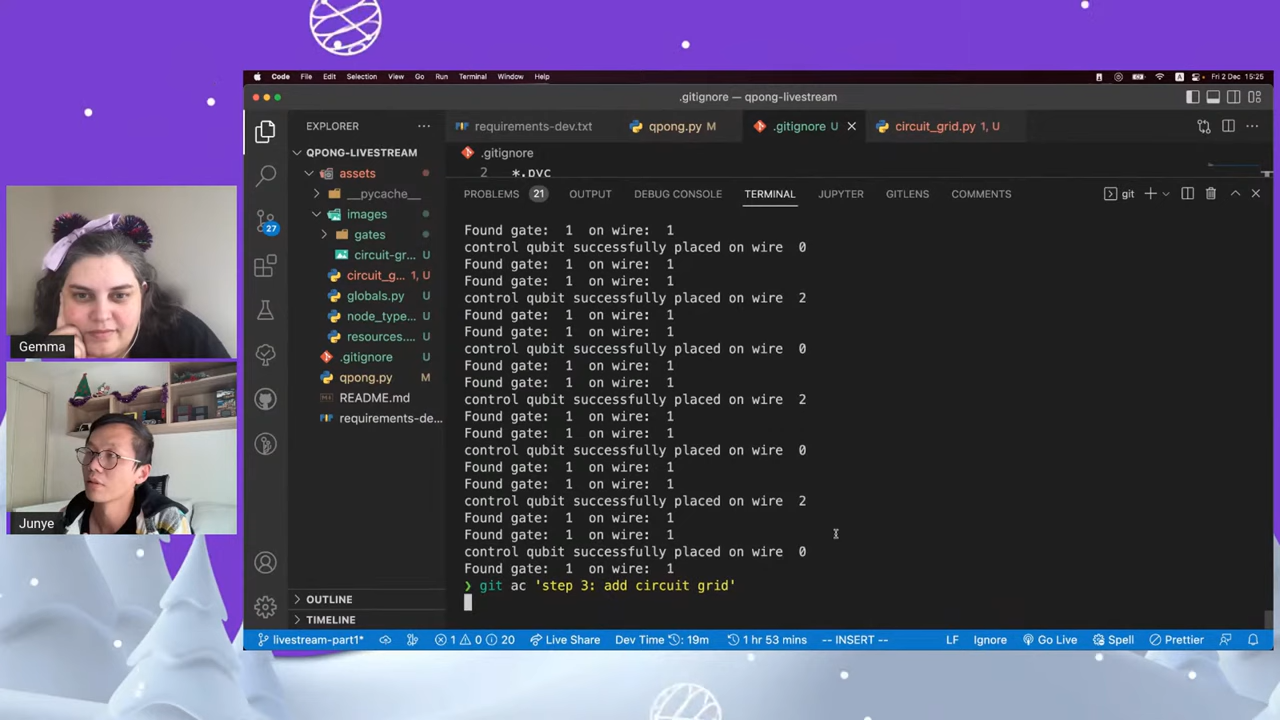 Code File Edit Selection View Go Run Terminal Window Help
A Fri 2 Dec 15:25
.gitignore — qpong-livestream
EXPLORER
requirements-dev.txt
qpong.py M
.gitignore U
circuit_grid.py 1, U
QPONG-LIVESTREAM
.gitignore
2 *.pyc
assets
__pycache__
images
gates
circuit-gr... U
circuit_g... 1, U
globals.py U
node_type... U
resources.... U
.gitignore U
qpong.py M
README.md
requirements-de...
27
OUTLINE
TIMELINE
PROBLEMS 21 OUTPUT DEBUG CONSOLE TERMINAL JUPYTER GITLENS COMMENTS
git
Found gate: 1 on wire: 1
control qubit successfully placed on wire 0
Found gate: 1 on wire: 1
Found gate: 1 on wire: 1
control qubit successfully placed on wire 2
Found gate: 1 on wire: 1
Found gate: 1 on wire: 1
control qubit successfully placed on wire 0
Found gate: 1 on wire: 1
Found gate: 1 on wire: 1
control qubit successfully placed on wire 2
Found gate: 1 on wire: 1
Found gate: 1 on wire: 1
control qubit successfully placed on wire 0
Found gate: 1 on wire: 1
Found gate: 1 on wire: 1
control qubit successfully placed on wire 2
Found gate: 1 on wire: 1
Found gate: 1 on wire: 1
control qubit successfully placed on wire 0
Found gate: 1 on wire: 1
❯ git ac 'step 3: add circuit grid'
livestream-part1* 1 0 20 Live Share Dev Time: 19m 1 hr 53 mins -- INSERT -- LF Ignore Go Live Spell Prettier
Gemma
Junye